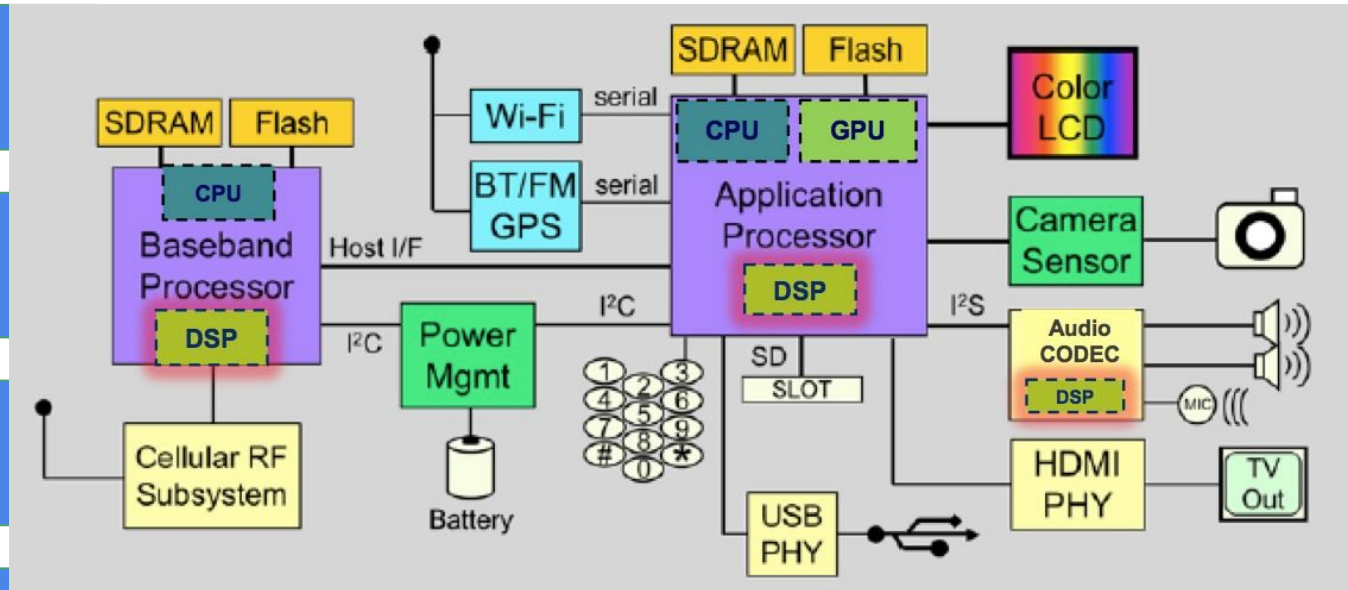 SDRAM
Flash
CPU
Baseband
Processor
DSP
Cellular RF
Subsystem
Host I/F
I²C
Power
Mgmt
Battery
I²C
Wi-Fi
serial
BT/FM
GPS
serial
SDRAM
Flash
CPU
GPU
Application
Processor
DSP
1
2
3
4
5
6
7
8
9
#
0
*
SD
SLOT
USB
PHY
Color
LCD
Camera
Sensor
I²S
Audio
CODEC
DSP
MIC
HDMI
PHY
TV
Out